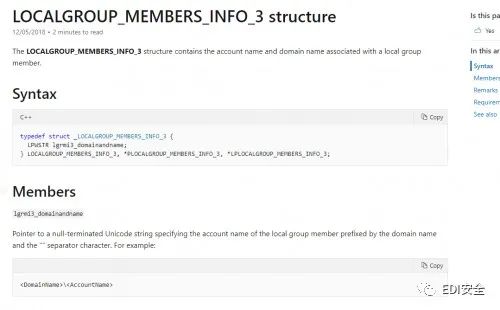 LOCALGROUP_MEMBERS_INFO_3 structure
12/05/2018 • 2 minutes to read
The LOCALGROUP_MEMBERS_INFO_3 structure contains the account name and domain name associated with a local group
member.
Syntax
C++
Copy
typedef struct _LOCALGROUP_MEMBERS_INFO_3 {
LPWSTR lgrmi3_domainandname;
} LOCALGROUP_MEMBERS_INFO_3, *PLOCALGROUP_MEMBERS_INFO_3, *LPLOCALGROUP_MEMBERS_INFO_3;
Members
lgrmi3_domainandname
Pointer to a null-terminated Unicode string specifying the account name of the local group member prefixed by the domain name
and the "" separator character. For example:
Copy
<DomainName>\<AccountName>
Is this pa
Yes
In this ar
Syntax
Members
Remarks
Requirem
See also
EDI安全